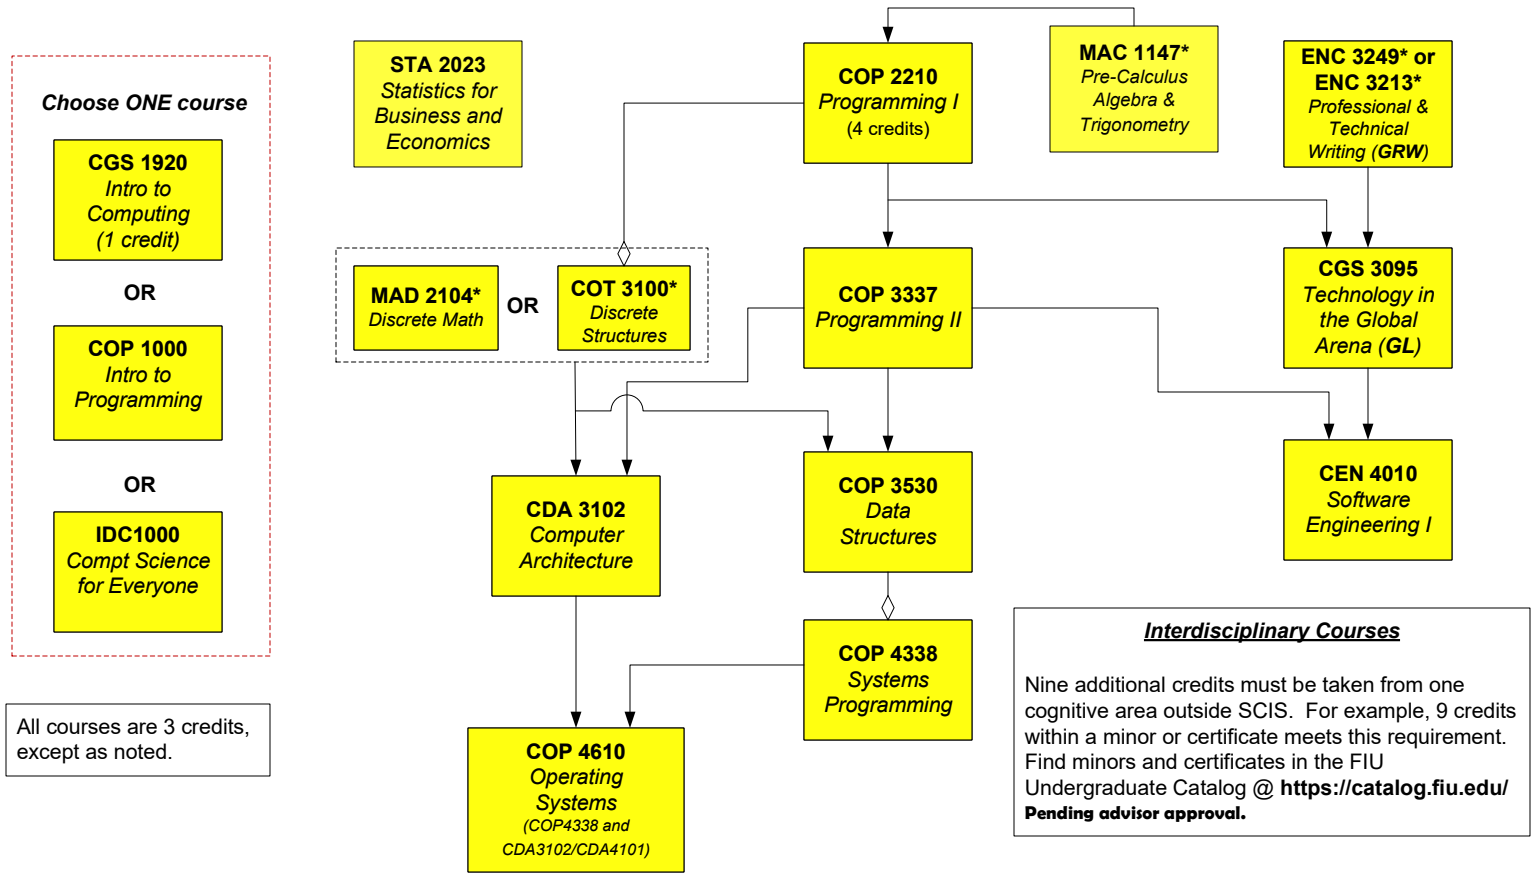 Choose ONE course
CGS 1920
Intro to
Computing
(1 credit)
OR
COP 1000
Intro to
Programming
OR
IDC1000
Compt Science
for Everyone
All courses are 3 credits,
except as noted.
STA 2023
Statistics for
Business and
Economics
COP 2210
Programming I
(4 credits)
MAC 1147*
Pre-Calculus
Algebra &
Trigonometry
ENC 3249* or
ENC 3213*
Professional &
Technical
Writing (GRW)
MAD 2104*
Discrete Math
OR
COT 3100*
Discrete
Structures
COP 3337
Programming II
CGS 3095
Technology in
the Global
Arena (GL)
CDA 3102
Computer
Architecture
COP 3530
Data
Structures
CEN 4010
Software
Engineering I
COP 4338
Systems
Programming
COP 4610
Operating
Systems
(COP4338 and
CDA3102/CDA4101)
Interdisciplinary Courses
Nine additional credits must be taken from one
cognitive area outside SCIS.  For example, 9 credits
within a minor or certificate meets this requirement.
Find minors and certificates in the FIU
Undergraduate Catalog @ https://catalog.fiu.edu/
Pending advisor approval.